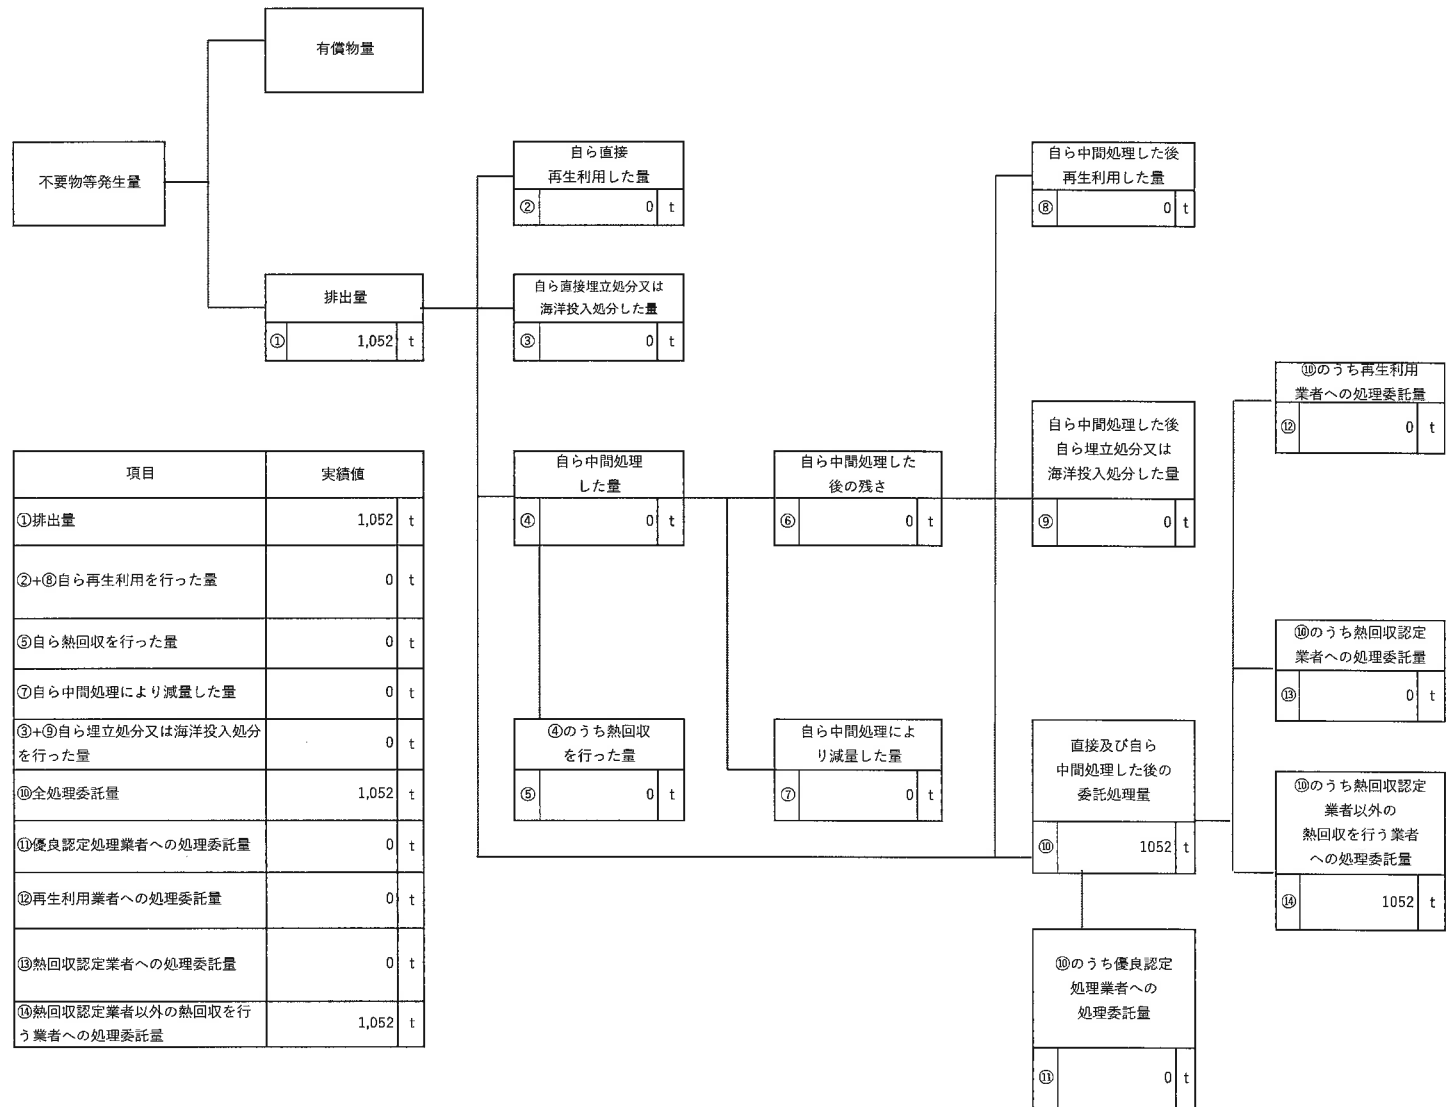 有償物量
不要物等発生量
排出量
① 1,052 t
自ら直接
再生利用した量
② 0 t
自ら直接埋立処分又は
海洋投入処分した量
③ 0 t
自ら中間処理
した量
④ 0 t
④のうち熱回収
を行った量
⑤ 0 t
自ら中間処理した
後の残さ
⑥ 0 t
自ら中間処理によ
り減量した量
⑦ 0 t
自ら中間処理した後
再生利用した量
⑧ 0 t
自ら中間処理した後
自ら埋立処分又は
海洋投入処分した量
⑨ 0 t
直接及び自ら
中間処理した後の
委託処理量
⑩ 1052 t
⑩のうち優良認定
処理業者への
処理委託量
⑪ 0 t
⑩のうち再生利用
業者への処理委託量
⑫ 0 t
⑩のうち熱回収認定
業者への処理委託量
⑬ 0 t
⑩のうち熱回収認定
業者以外の
熱回収を行う業者
への処理委託量
⑭ 1052 t
項目 実績値
①排出量 1,052 t
②+⑧自ら再生利用を行った量 0 t
⑤自ら熱回収を行った量 0 t
⑦自ら中間処理により減量した量 0 t
③+⑨自ら埋立処分又は海洋投入処分
を行った量 0 t
⑩全処理委託量 1,052 t
⑪優良認定処理業者への処理委託量 0 t
⑫再生利用業者への処理委託量 0 t
⑬熱回収認定業者への処理委託量 0 t
⑭熱回収認定業者以外の熱回収を行
う業者への処理委託量 1,052 t